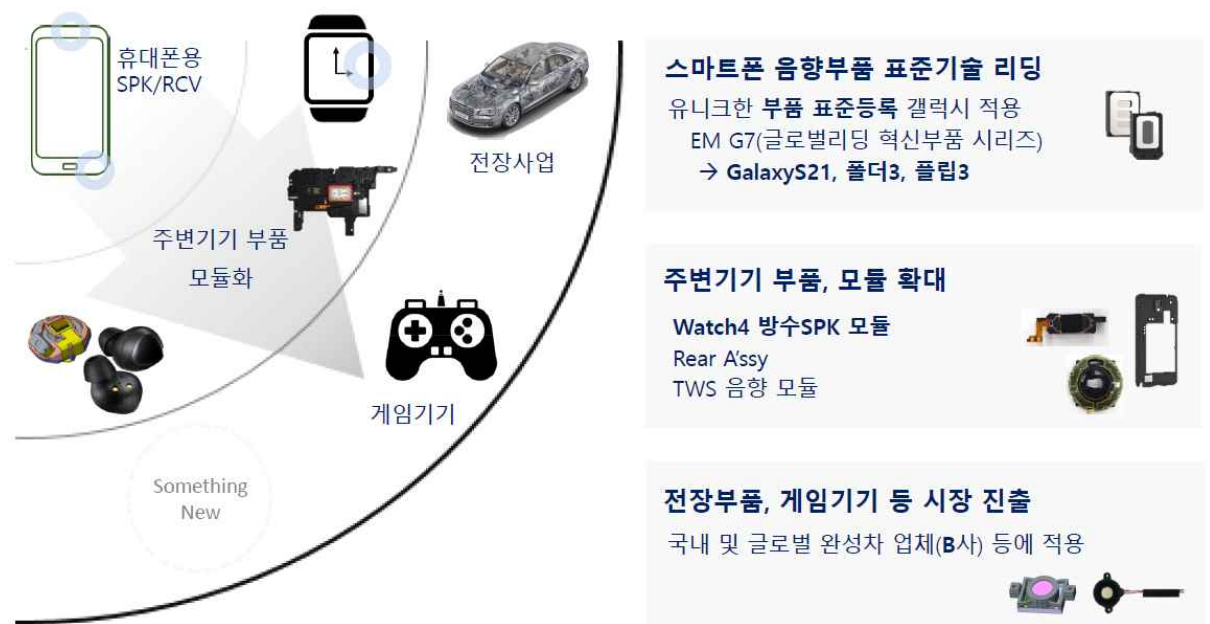 휴대폰용
SPK/RCV
전장사업
주변기기 부품
모듈화
게임기기
Something
New
스마트폰 음향부품 표준기술 리딩
유니크한 부품 표준등록 갤럭시 적용
EM G7(글로벌리딩 혁신부품 시리즈)
→ GalaxyS21, 폴더3, 플립3
주변기기 부품, 모듈 확대
Watch4 방수SPK 모듈
Rear A'ssy
TWS 음향 모듈
전장부품, 게임기기 등 시장 진출
국내 및 글로벌 완성차 업체(B사) 등에 적용